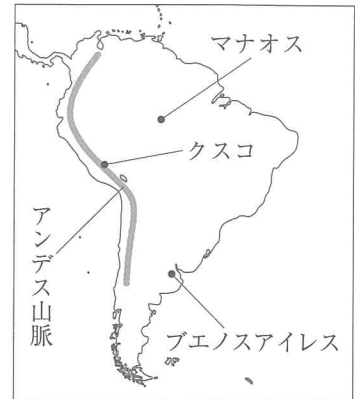 マナオス
クスコ
アンデス山脈
ブエノスアイレス